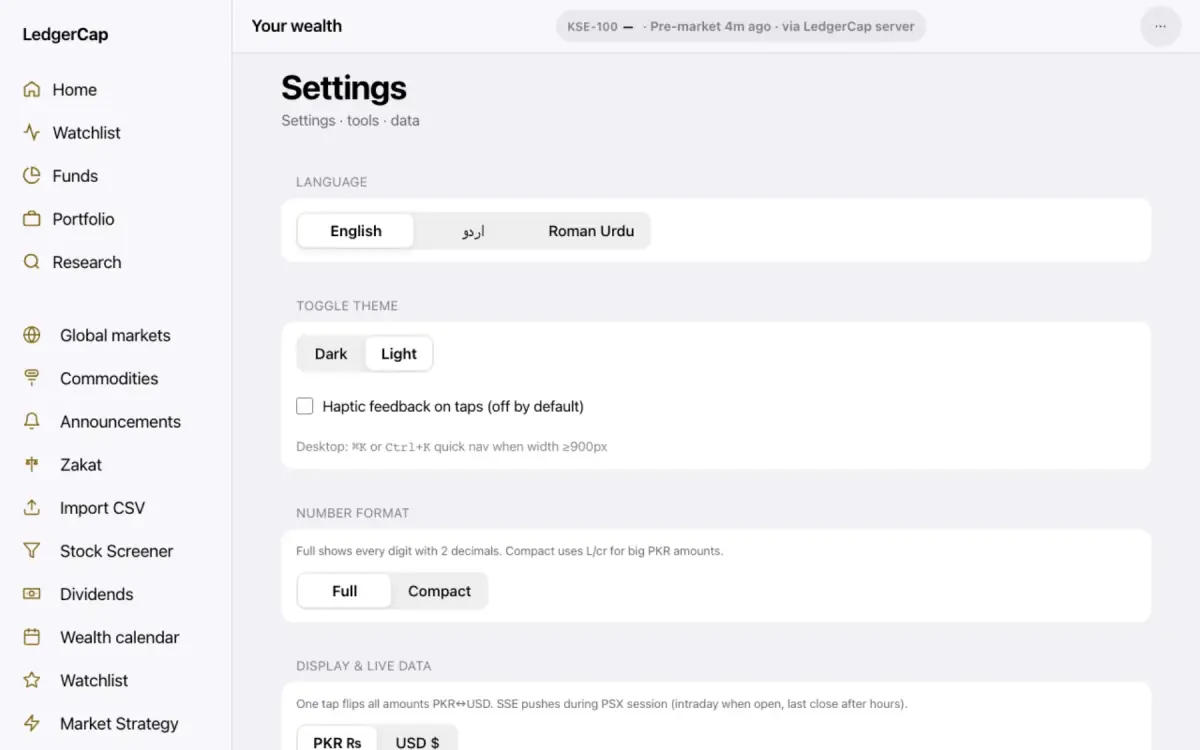 LedgerCap
Home
Watchlist
Funds
Portfolio
Research
Global markets
Commodities
Announcements
Zakat
Import CSV
Stock Screener
Dividends
Wealth calendar
Watchlist
Market Strategy
Your wealth
KSE-100 — · Pre-market 4m ago · via LedgerCap server
Settings
Settings · tools · data
LANGUAGE
English اردو Roman Urdu
TOGGLE THEME
Dark Light
Haptic feedback on taps (off by default)
Desktop: ⌘K or Ctrl+K quick nav when width ≥900px
NUMBER FORMAT
Full shows every digit with 2 decimals. Compact uses L/cr for big PKR amounts.
Full Compact
DISPLAY & LIVE DATA
One tap flips all amounts PKR↔USD. SSE pushes during PSX session (intraday when open, last close after hours).
PKR ₨ USD $